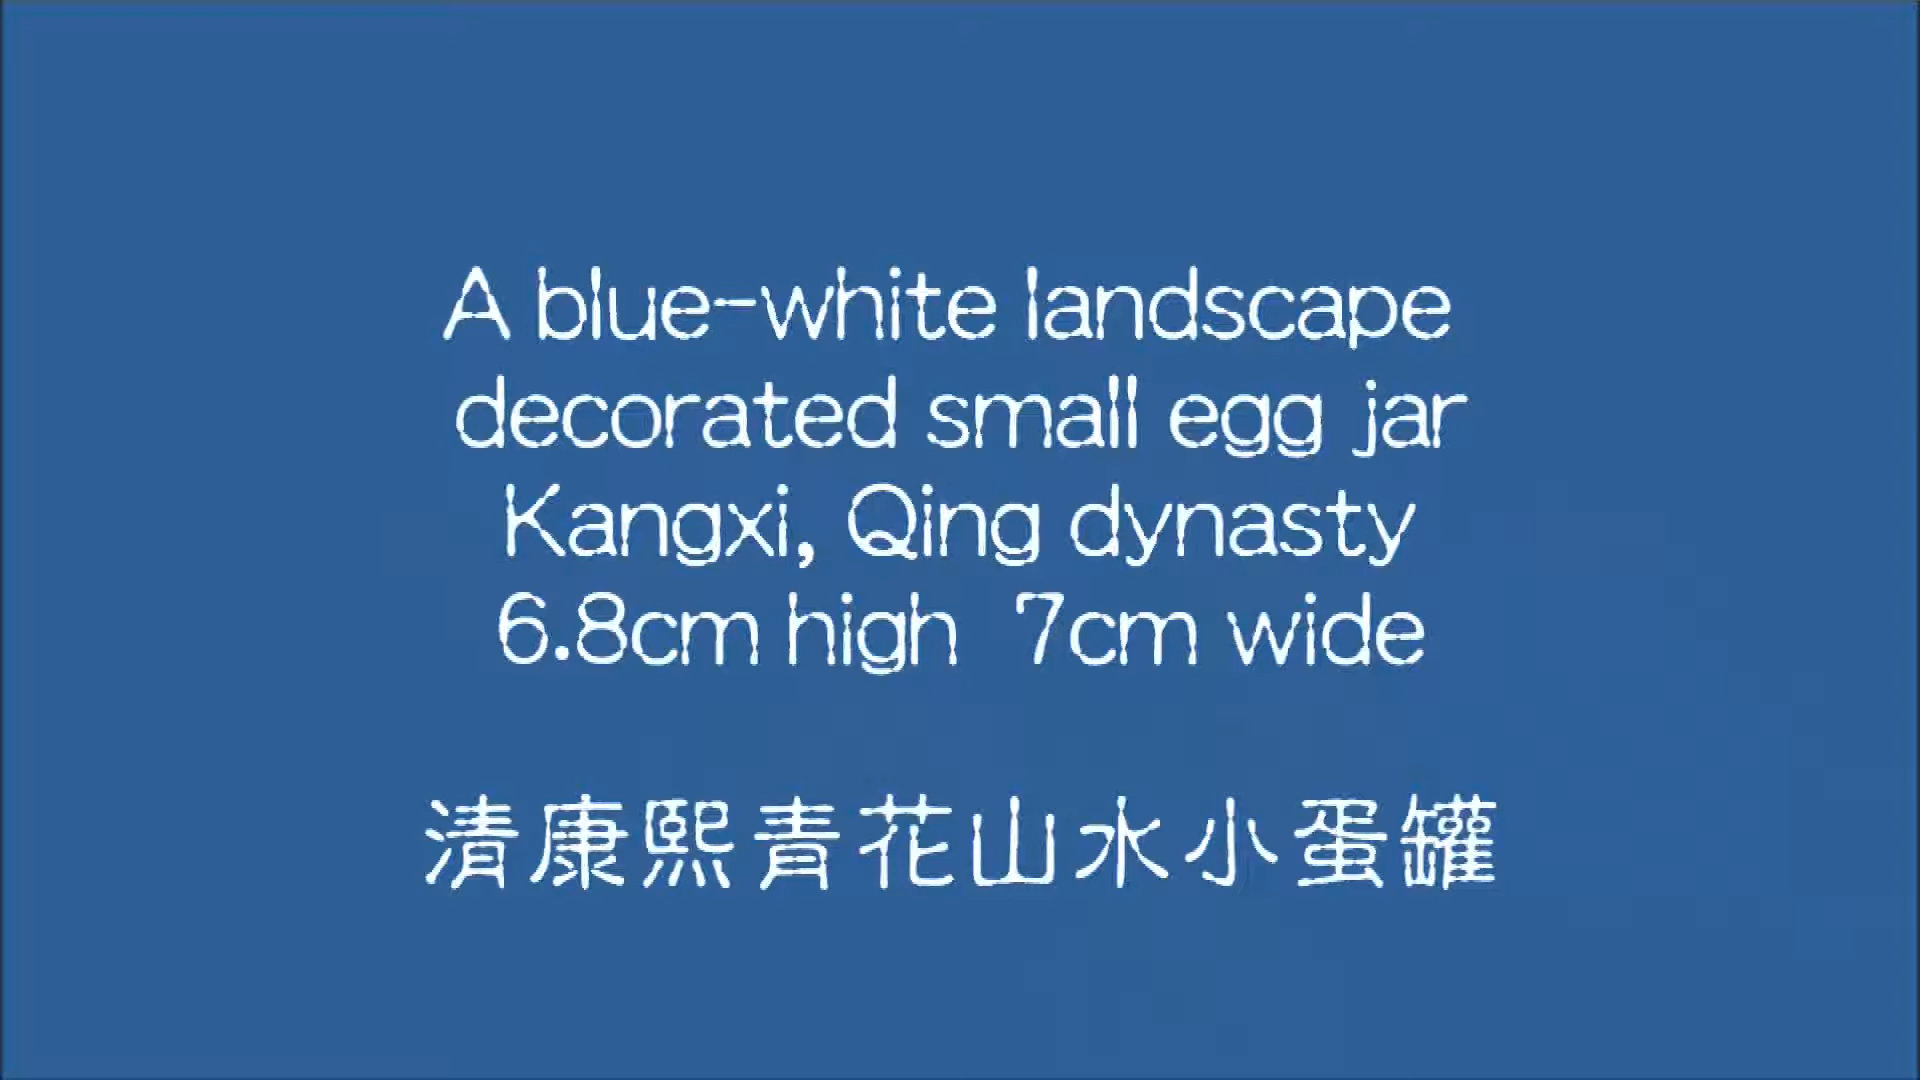 A blue-white landscape
decorated small egg jar
Kangxi, Qing dynasty
6.8cm high 7cm wide
清康熙青花山水小蛋罐